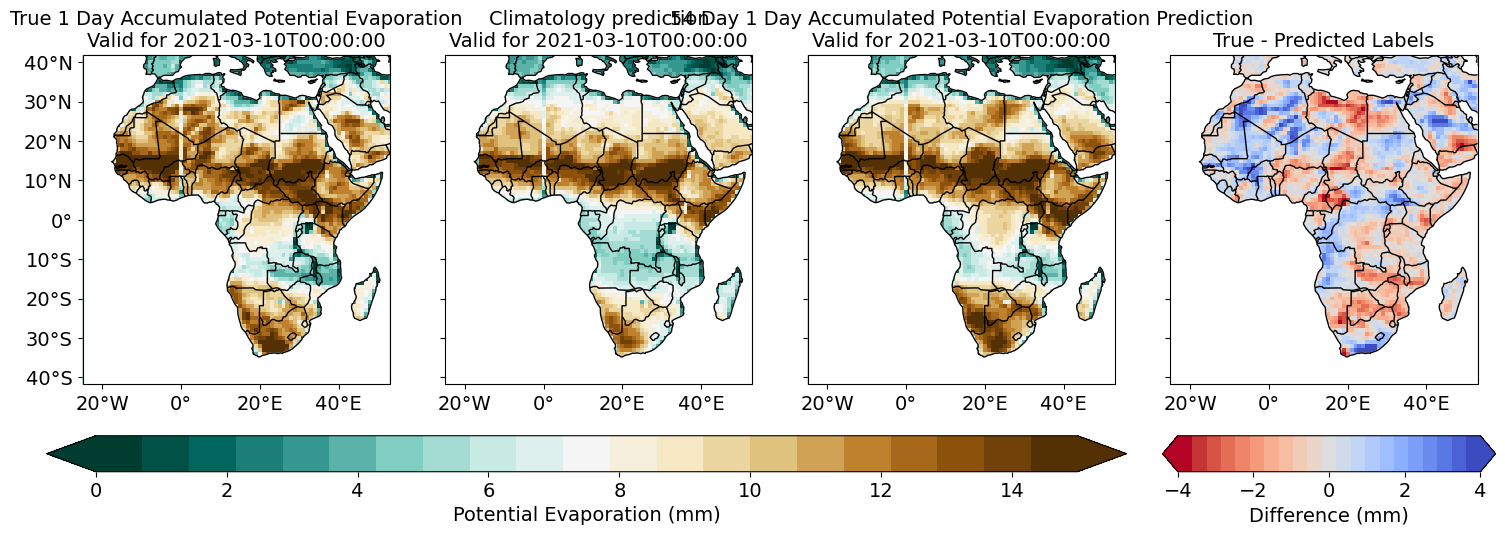 True 1 Day Accumulated Potential Evaporation
Valid for 2021-03-10T00:00:00
Climatology prediction
Valid for 2021-03-10T00:00:00
54 Day 1 Day Accumulated Potential Evaporation Prediction
Valid for 2021-03-10T00:00:00
True - Predicted Labels
40°N
30°N
20°N
10°N
0°
10°S
20°S
30°S
40°S
20°W 0° 20°E 40°E
20°W 0° 20°E 40°E
20°W 0° 20°E 40°E
20°W 0° 20°E 40°E
0 2 4 6 8 10 12 14
Potential Evaporation (mm)
−4 −2 0 2 4
Difference (mm)